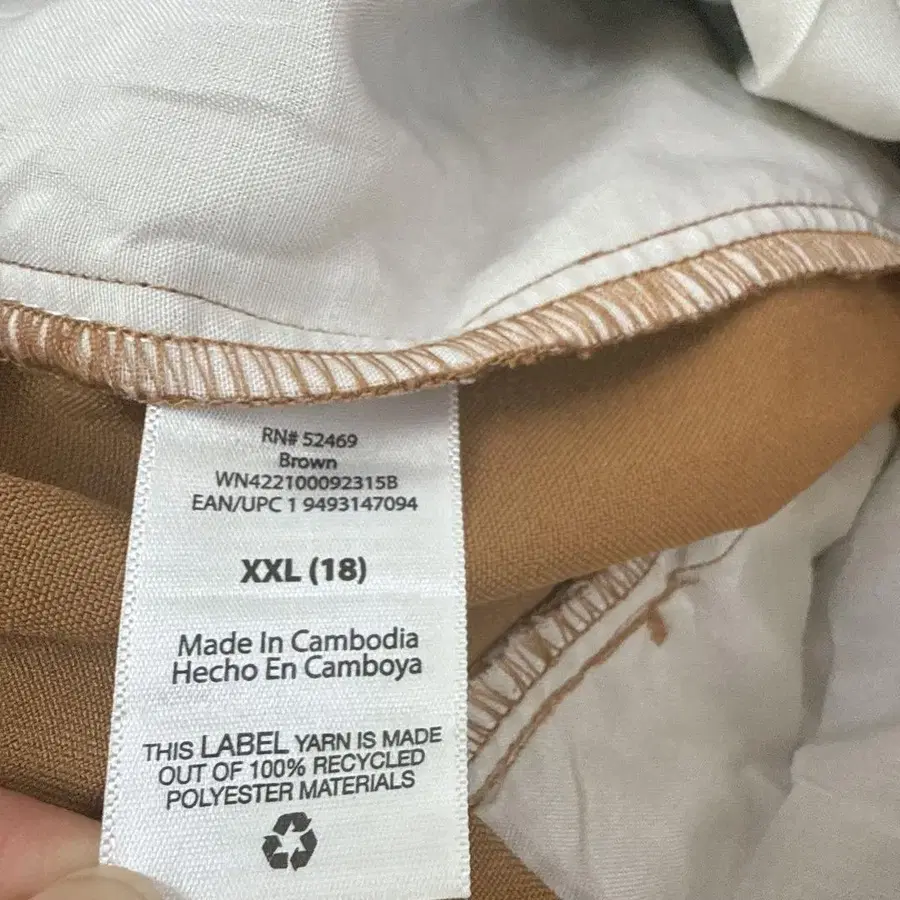 RN# 52469
Brown
WN422100092315B
EAN/UPC 1 9493147094
XXL (18)
Made In Cambodia
Hecho En Camboya
THIS LABEL YARN IS MADE
OUT OF 100% RECYCLED
POLYESTER MATERIALS